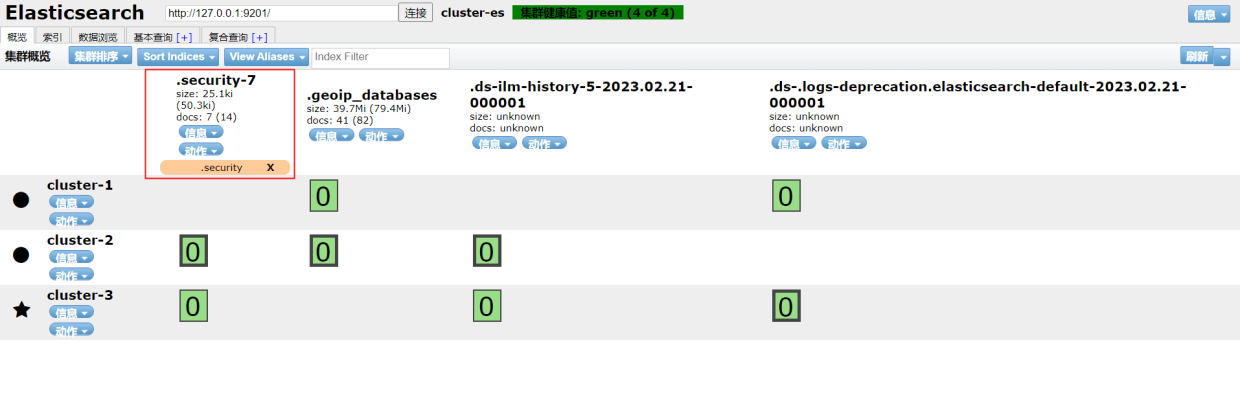 Elasticsearch http://127.0.0.1:9201/ 连接 cluster-es 集群健康值: green (4 of 4) 信息
概览 索引 数据浏览 基本查询 [+] 复合查询 [+]
集群概览 集群排序 Sort Indices View Aliases Index Filter 刷新
.security-7
size: 25.1ki
(50.3ki)
docs: 7 (14)
信息
动作
.security X
.geoip_databases
size: 39.7Mi (79.4Mi)
docs: 41 (82)
信息 动作
.ds-ilm-history-5-2023.02.21-
000001
size: unknown
docs: unknown
信息 动作
.ds-.logs-deprecation.elasticsearch-default-2023.02.21-
000001
size: unknown
docs: unknown
信息 动作
cluster-1
信息
动作
0 0
cluster-2
信息
动作
0 0 0
cluster-3
信息
动作
0 0 0